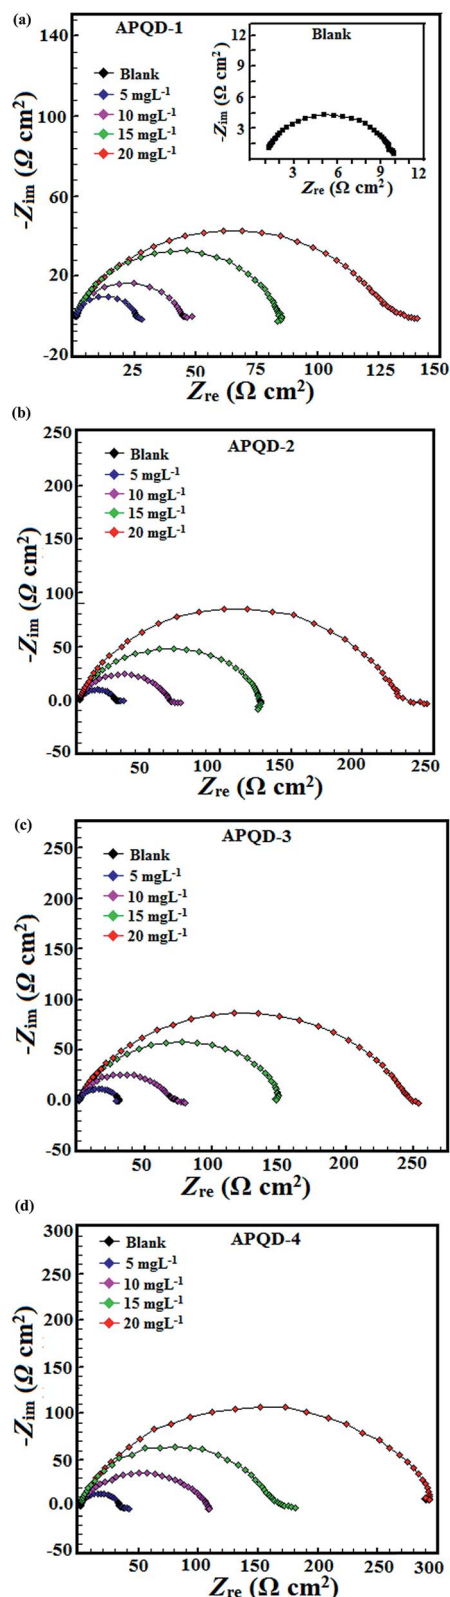 (a)
APQD-1
Blank
5 mgL-1
10 mgL-1
15 mgL-1
20 mgL-1
140
100
60
20
-20
-Zim (Ω cm2)
25 50 75 100 125 150
Zre (Ω cm2)
Blank
12
9
6
3
-Zim (Ω cm2)
3 6 9 12
Zre (Ω cm2)
(b)
APQD-2
Blank
5 mgL-1
10 mgL-1
15 mgL-1
20 mgL-1
250
200
150
100
50
0.0
-50
-Zim (Ω cm2)
50 100 150 200 250
Zre (Ω cm2)
(c)
APQD-3
Blank
5 mgL-1
10 mgL-1
15 mgL-1
20 mgL-1
250
200
150
100
50
0.0
-50
-Zim (Ω cm2)
50 100 150 200 250
Zre (Ω cm2)
(d)
APQD-4
Blank
5 mgL-1
10 mgL-1
15 mgL-1
20 mgL-1
300
250
200
150
100
50
0.0
-50
-Zim (Ω cm2)
50 100 150 200 250 300
Zre (Ω cm2)